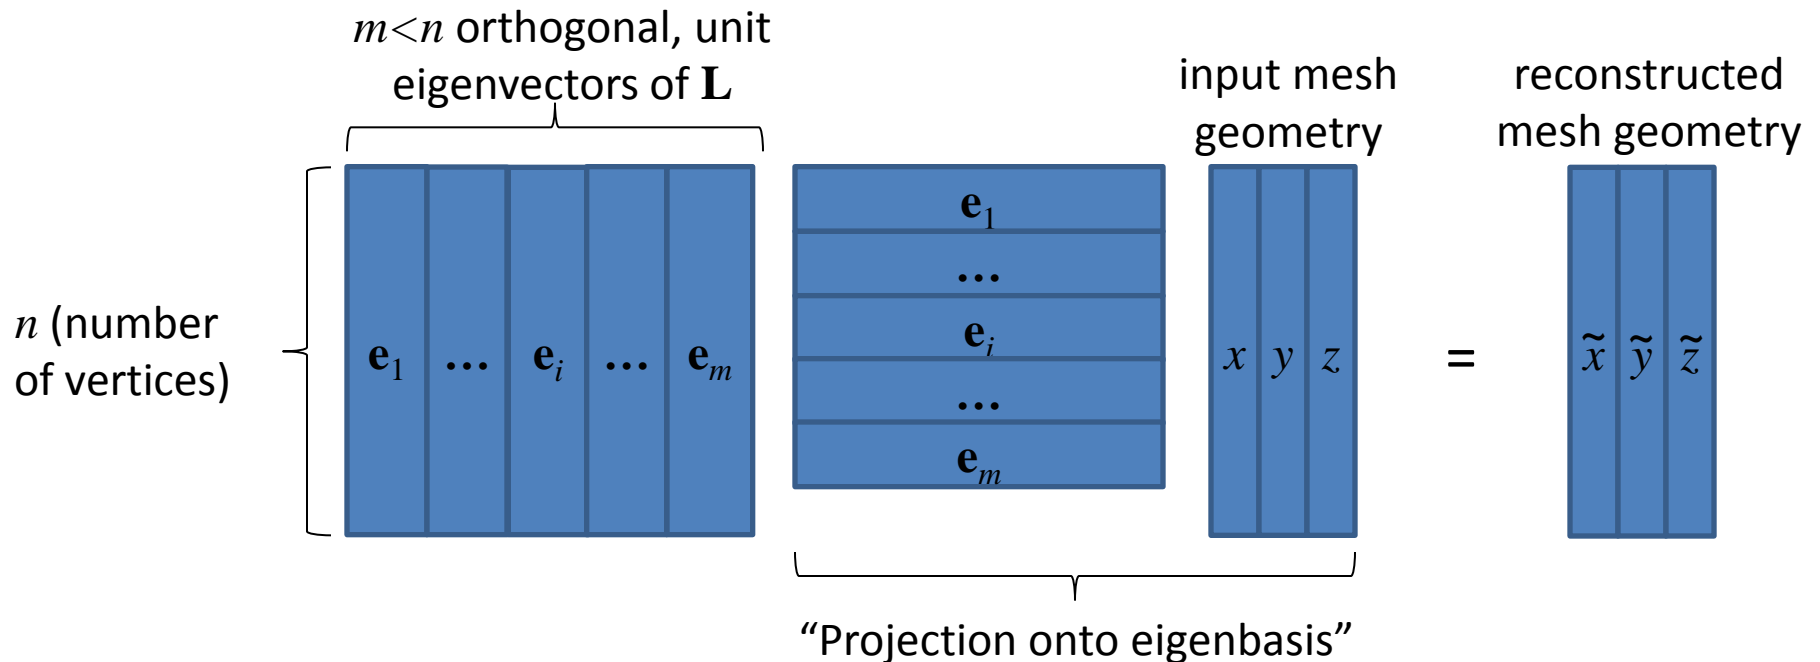 m<n orthogonal, unit
eigenvectors of L
input mesh
geometry
reconstructed
mesh geometry
n (number
of vertices)
e₁ ... eᵢ ... eₘ
e₁
...
eᵢ
...
eₘ
x y z
=
x̃ ỹ z̃
“Projection onto eigenbasis”